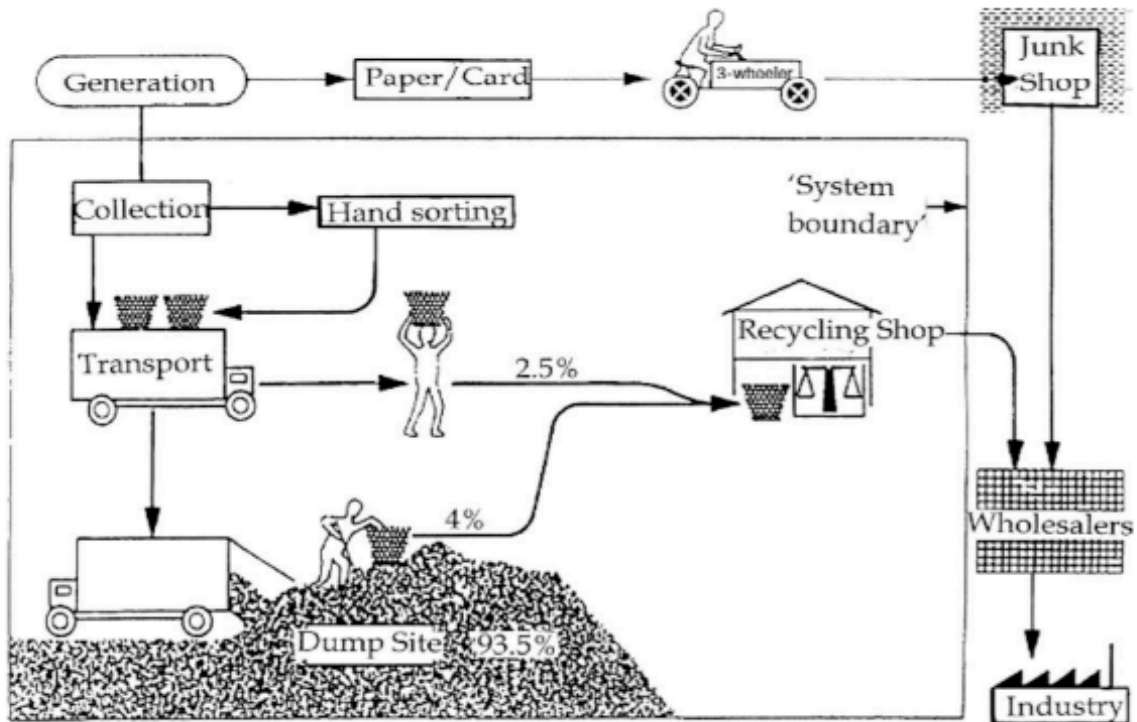 Generation
Paper/Card
3-wheeler
Junk
Shop
Collection
Hand sorting
'System
boundary'
Transport
2.5%
Recycling Shop
4%
Wholesalers
Dump Site
93.5%
Industry